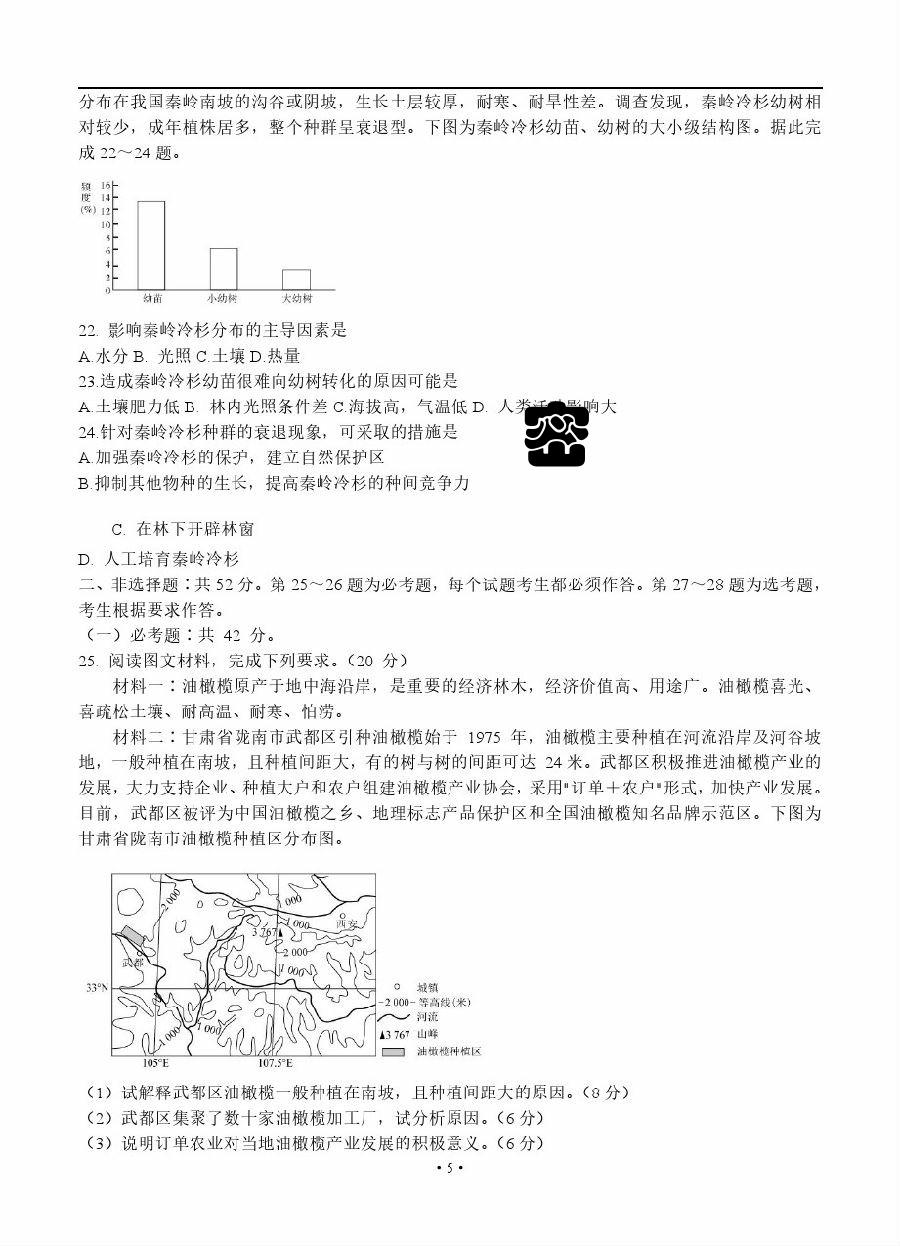 分布在我国秦岭南坡的沟谷或阴坡，生长土层较厚，耐寒、耐旱性差。调查发现，秦岭冷杉幼树相
对较少，成年植株居多，整个种群呈衰退型。下图为秦岭冷杉幼苗、幼树的大小级结构图。据此完
成 22～24 题。
频度(%)
16
14
12
10
8
6
4
2
0
幼苗 小幼树 大幼树
22. 影响秦岭冷杉分布的主导因素是
A.水分 B. 光照 C.土壤 D.热量
23.造成秦岭冷杉幼苗很难向幼树转化的原因可能是
A.土壤肥力低 B. 林内光照条件差 C.海拔高，气温低 D. 人类活动影响大
24.针对秦岭冷杉种群的衰退现象，可采取的措施是
A.加强秦岭冷杉的保护，建立自然保护区
B.抑制其他物种的生长，提高秦岭冷杉的种间竞争力
C. 在林下开辟林窗
D. 人工培育秦岭冷杉
二、非选择题：共 52 分。第 25～26 题为必考题，每个试题考生都必须作答。第 27～28 题为选考题，
考生根据要求作答。
（一）必考题：共 42 分。
25. 阅读图文材料，完成下列要求。（20 分）
材料一：油橄榄原产于地中海沿岸，是重要的经济林木，经济价值高、用途广。油橄榄喜光、
喜疏松土壤、耐高温、耐寒、怕涝。
材料二：甘肃省陇南市武都区引种油橄榄始于 1975 年，油橄榄主要种植在河流沿岸及河谷坡
地，一般种植在南坡，且种植间距大，有的树与树的间距可达 24 米。武都区积极推进油橄榄产业的
发展，大力支持企业、种植大户和农户组建油橄榄产业协会，采用"订单＋农户"形式，加快产业发展。
目前，武都区被评为中国油橄榄之乡、地理标志产品保护区和全国油橄榄知名品牌示范区。下图为
甘肃省陇南市油橄榄种植区分布图。
2 000
1 000
西安
1 000
3 767▲
2 000
武都
1 000
33°N
1 000
1 000
105°E 107.5°E
城镇
-2 000- 等高线(米)
河流
▲3 767 山峰
油橄榄种植区
（1）试解释武都区油橄榄一般种植在南坡，且种植间距大的原因。（8 分）
（2）武都区集聚了数十家油橄榄加工厂，试分析原因。（6 分）
（3）说明订单农业对当地油橄榄产业发展的积极意义。（6 分）
·5·